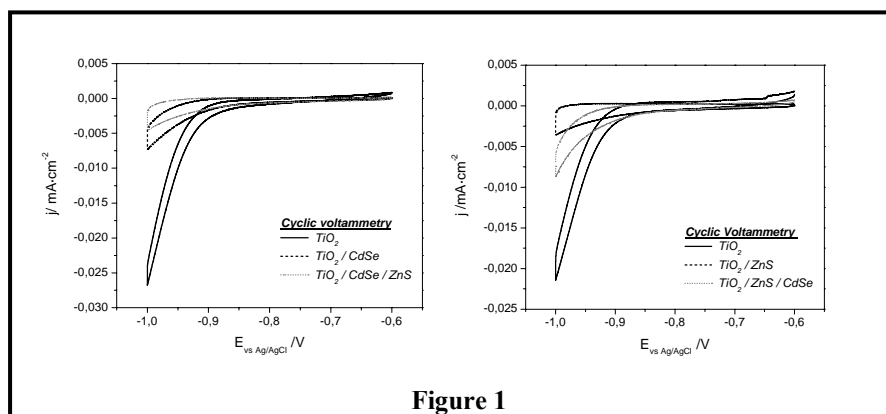 0,005
0,000
-0,005
-0,010
-0,015
-0,020
-0,025
-0,030
j/ mA·cm-2
-1,0 -0,9 -0,8 -0,7 -0,6
E vs Ag/AgCl /V
Cyclic voltammetry
TiO2
TiO2 / CdSe
TiO2 / CdSe / ZnS
0,005
0,000
-0,005
-0,010
-0,015
-0,020
-0,025
j /mA·cm-2
-1,0 -0,9 -0,8 -0,7 -0,6
E vs Ag/AgCl /V
Cyclic Voltammetry
TiO2
TiO2 / ZnS
TiO2 / ZnS / CdSe
Figure 1